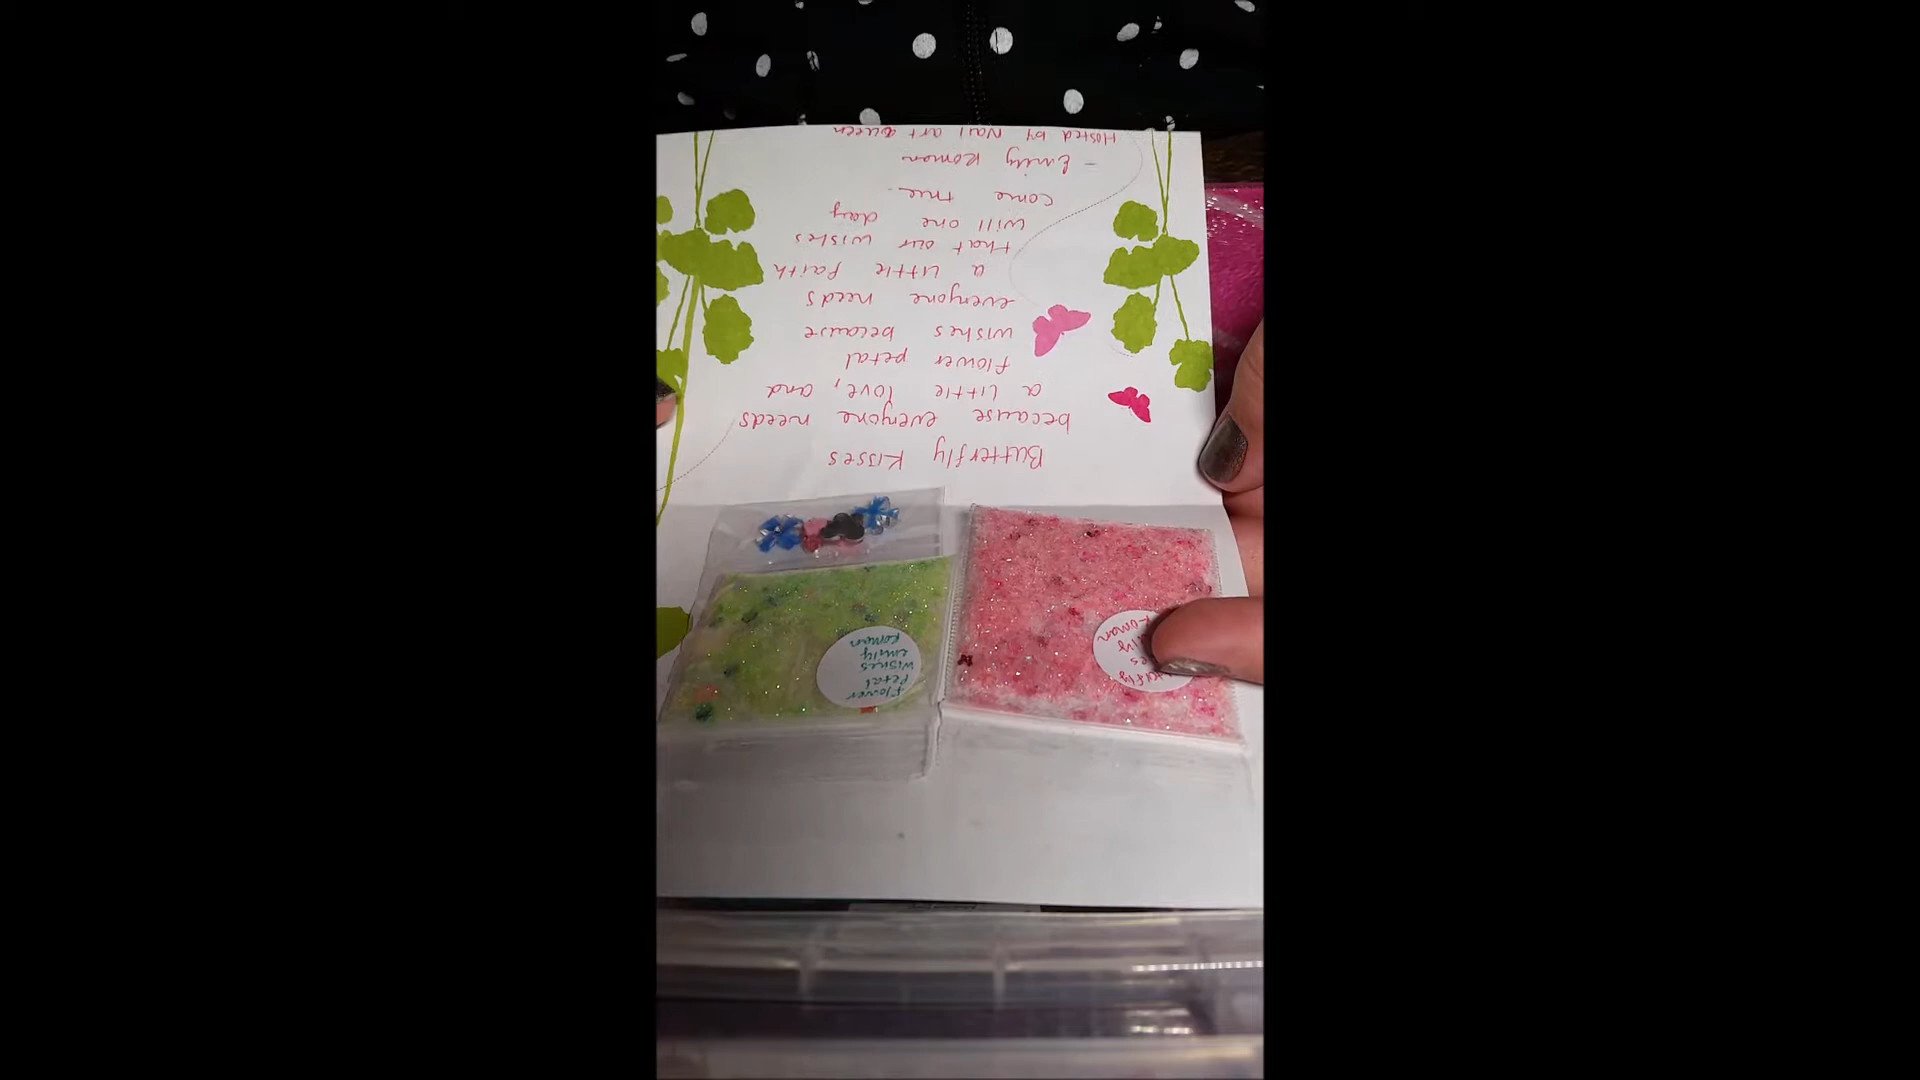 Butterfly Kisses
because everyone needs
a little love, and
flower petal
wishes because
everyone needs
a little faith
that our wishes
will one day
come true.
- Emily Roman
Hosted by Nail art Queen
Flower
Petal
Wishes
Emily
Roman
Roman